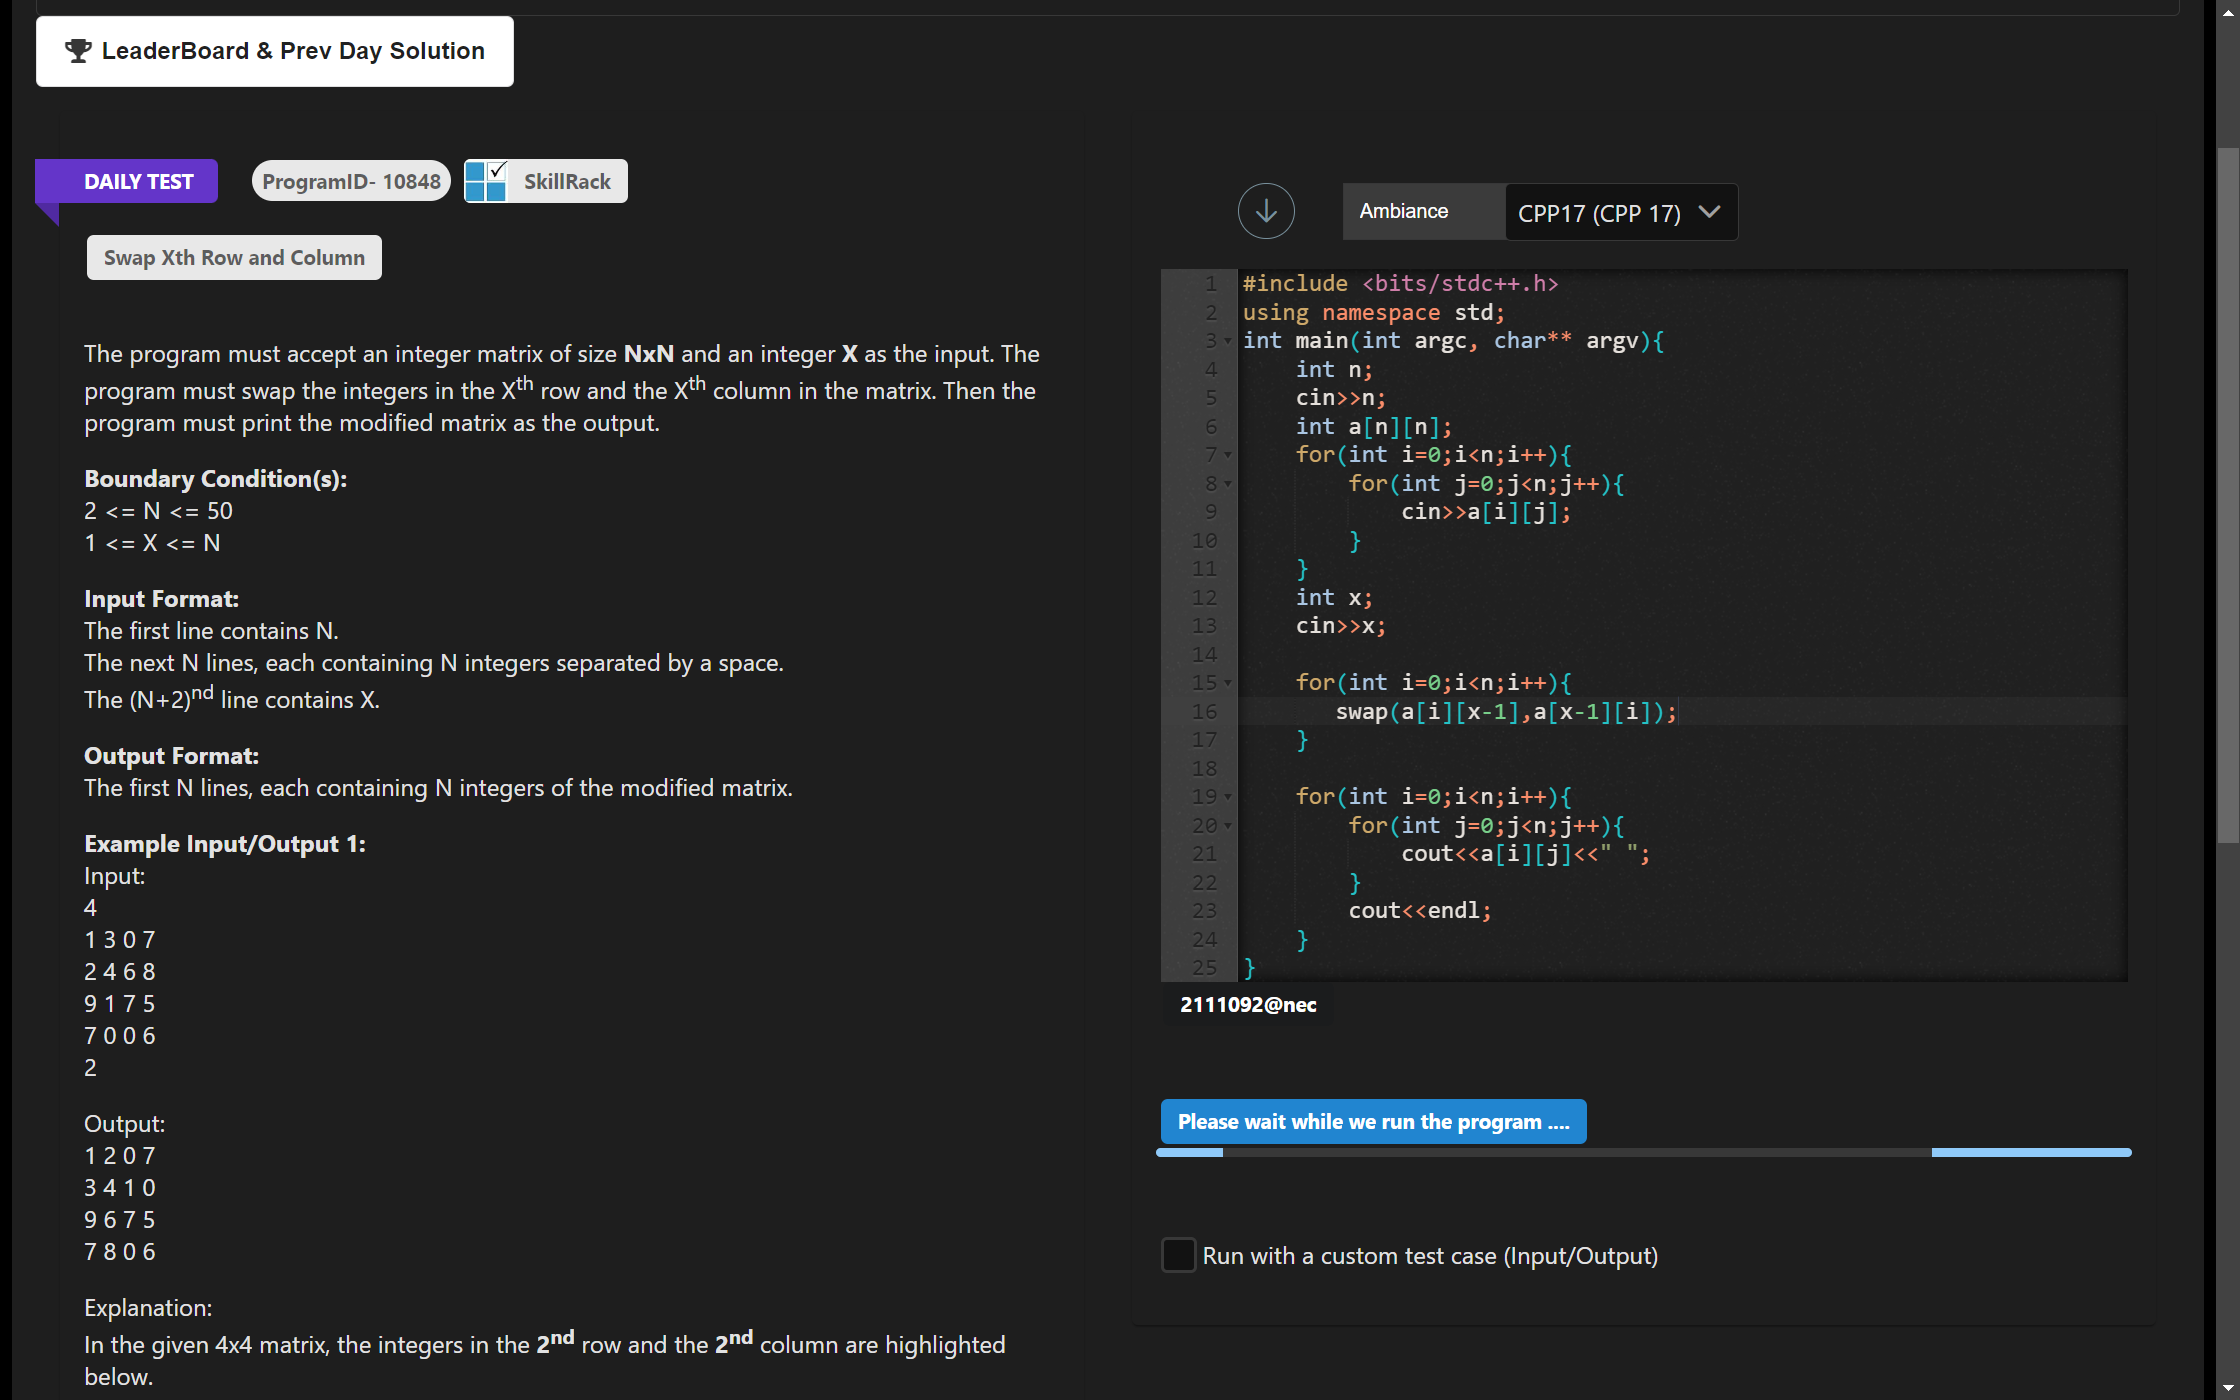 LeaderBoard & Prev Day Solution
DAILY TEST
ProgramID- 10848
SkillRack
Swap Xth Row and Column
The program must accept an integer matrix of size NxN and an integer X as the input. The
program must swap the integers in the Xth row and the Xth column in the matrix. Then the
program must print the modified matrix as the output.
Boundary Condition(s):
2 <= N <= 50
1 <= X <= N
Input Format:
The first line contains N.
The next N lines, each containing N integers separated by a space.
The (N+2)nd line contains X.
Output Format:
The first N lines, each containing N integers of the modified matrix.
Example Input/Output 1:
Input:
4
1 3 0 7
2 4 6 8
9 1 7 5
7 0 0 6
2
Output:
1 2 0 7
3 4 1 0
9 6 7 5
7 8 0 6
Explanation:
In the given 4x4 matrix, the integers in the 2nd row and the 2nd column are highlighted
below.
Ambiance
CPP17 (CPP 17)
1 #include <bits/stdc++.h>
2 using namespace std;
3 int main(int argc, char** argv){
4     int n;
5     cin>>n;
6     int a[n][n];
7     for(int i=0;i<n;i++){
8         for(int j=0;j<n;j++){
9             cin>>a[i][j];
10         }
11     }
12     int x;
13     cin>>x;
14
15     for(int i=0;i<n;i++){
16        swap(a[i][x-1],a[x-1][i]);
17     }
18
19     for(int i=0;i<n;i++){
20         for(int j=0;j<n;j++){
21             cout<<a[i][j]<<" ";
22         }
23         cout<<endl;
24     }
25 }
2111092@nec
Please wait while we run the program ....
Run with a custom test case (Input/Output)